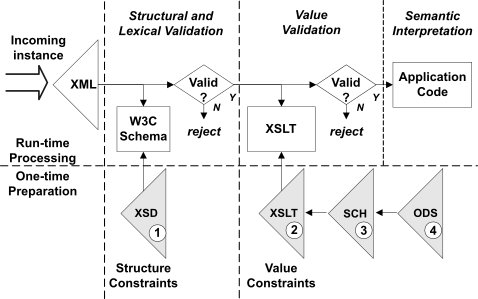 Incoming
instance
Structural and
Lexical Validation
Value
Validation
Semantic
Interpretation
XML
Valid
?
N
Y
reject
W3C
Schema
Valid
?
N
Y
reject
XSLT
Application
Code
Run-time
Processing
One-time
Preparation
XSD
1
XSLT
2
SCH
3
ODS
4
Structure
Constraints
Value
Constraints